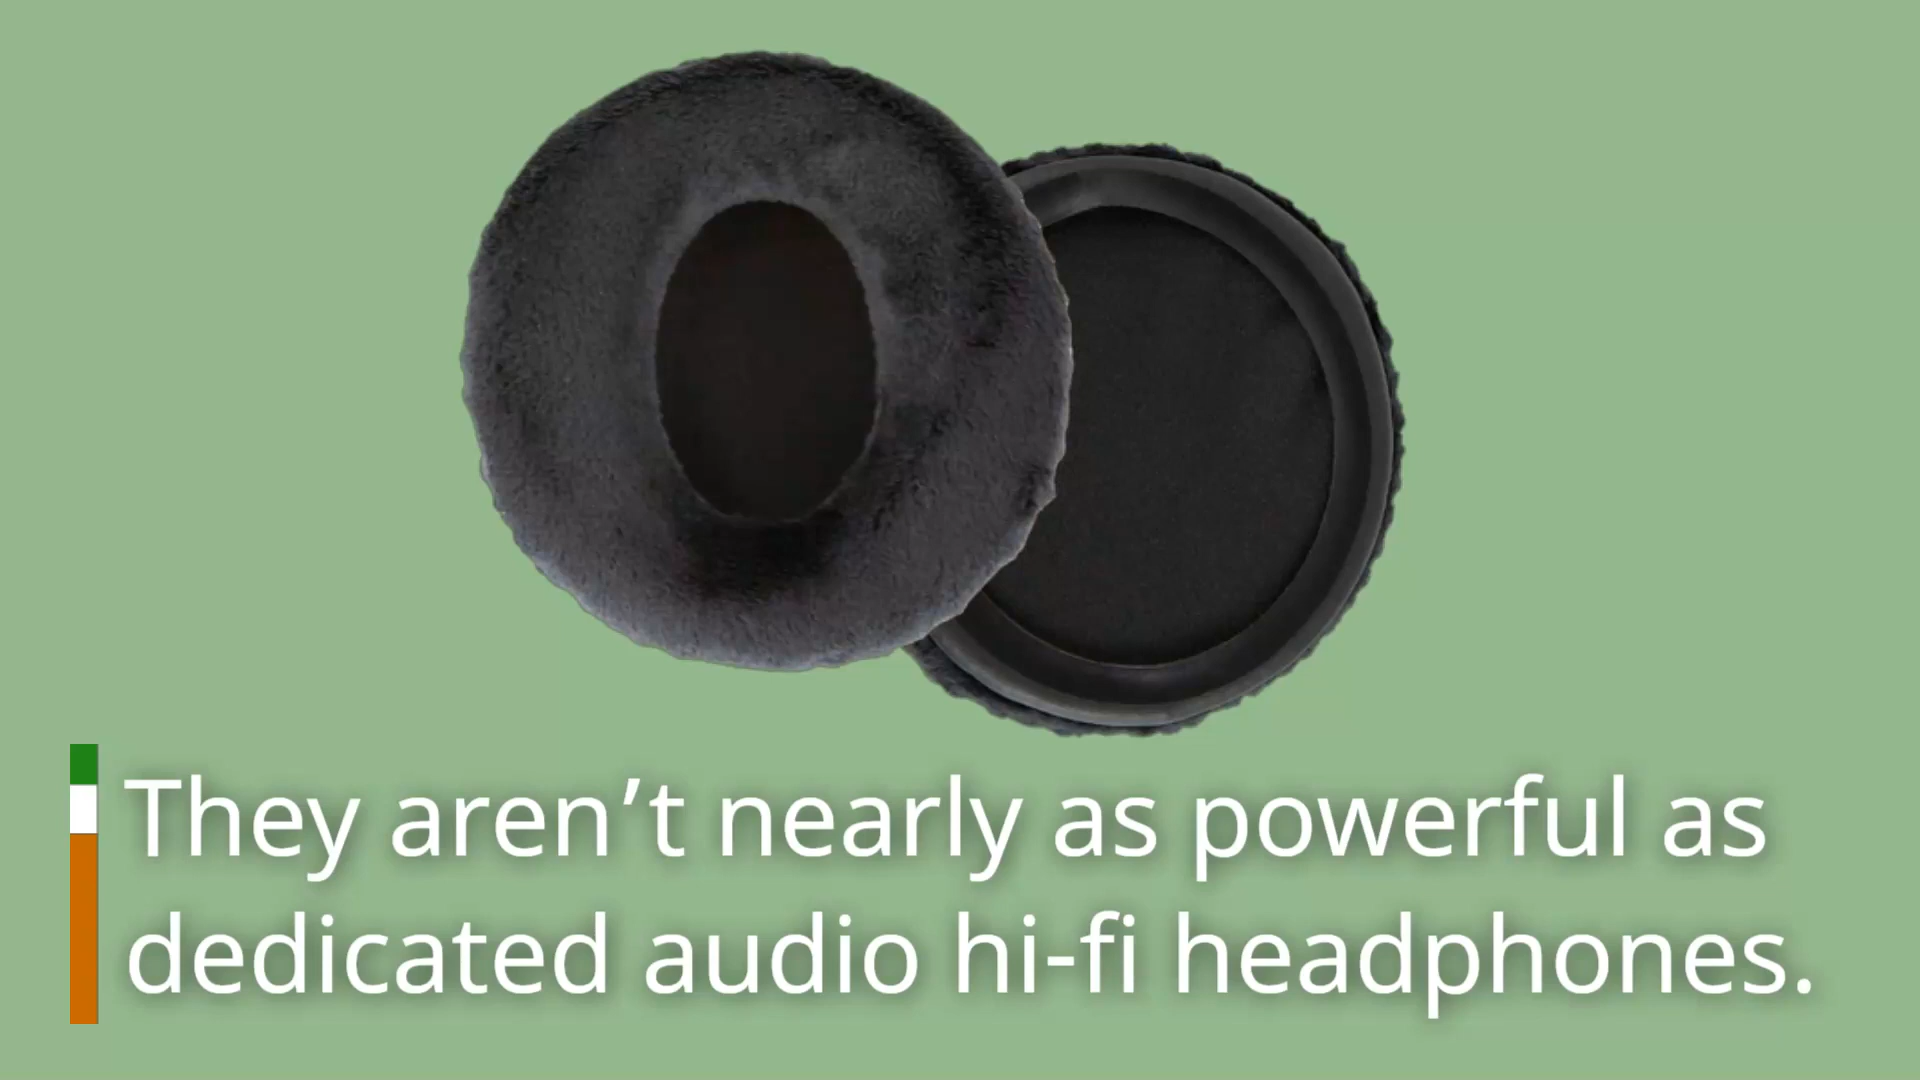 They aren’t nearly as powerful as
dedicated audio hi-fi headphones.